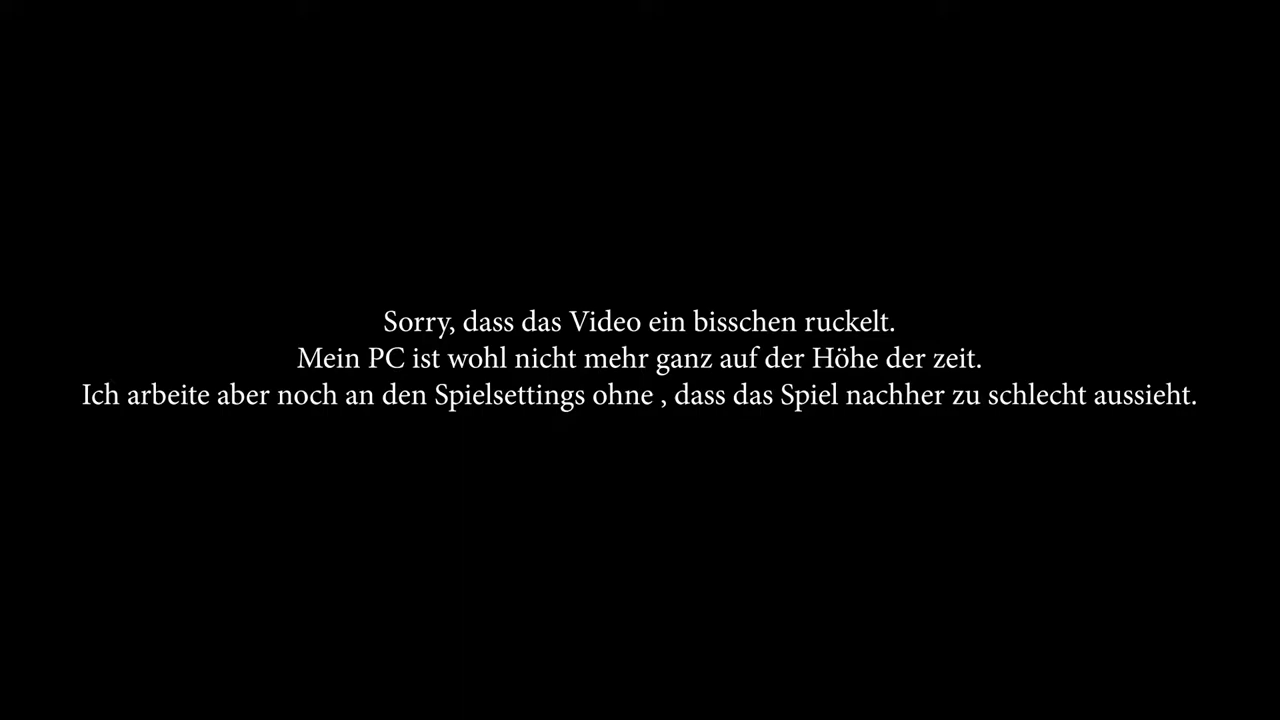 Sorry, dass das Video ein bisschen ruckelt.
Mein PC ist wohl nicht mehr ganz auf der Höhe der zeit.
Ich arbeite aber noch an den Spielsettings ohne , dass das Spiel nachher zu schlecht aussieht.